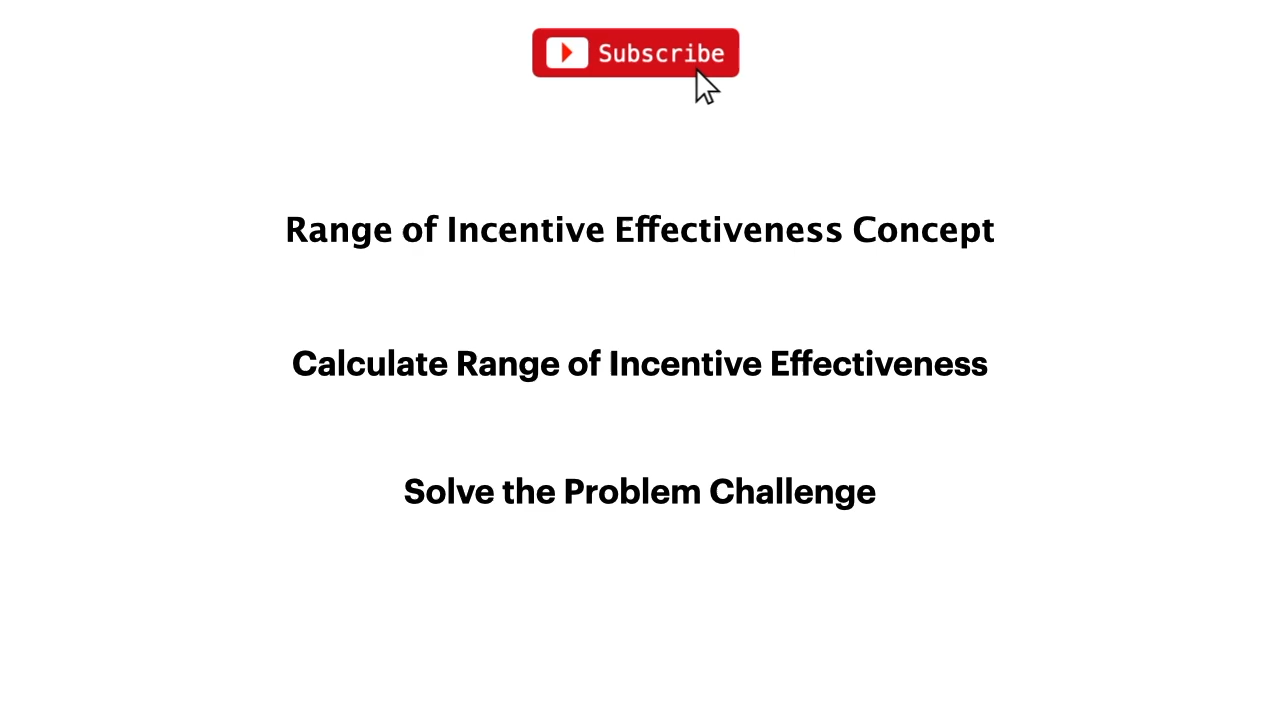 Subscribe
Range of Incentive Effectiveness Concept
Calculate Range of Incentive Effectiveness
Solve the Problem Challenge